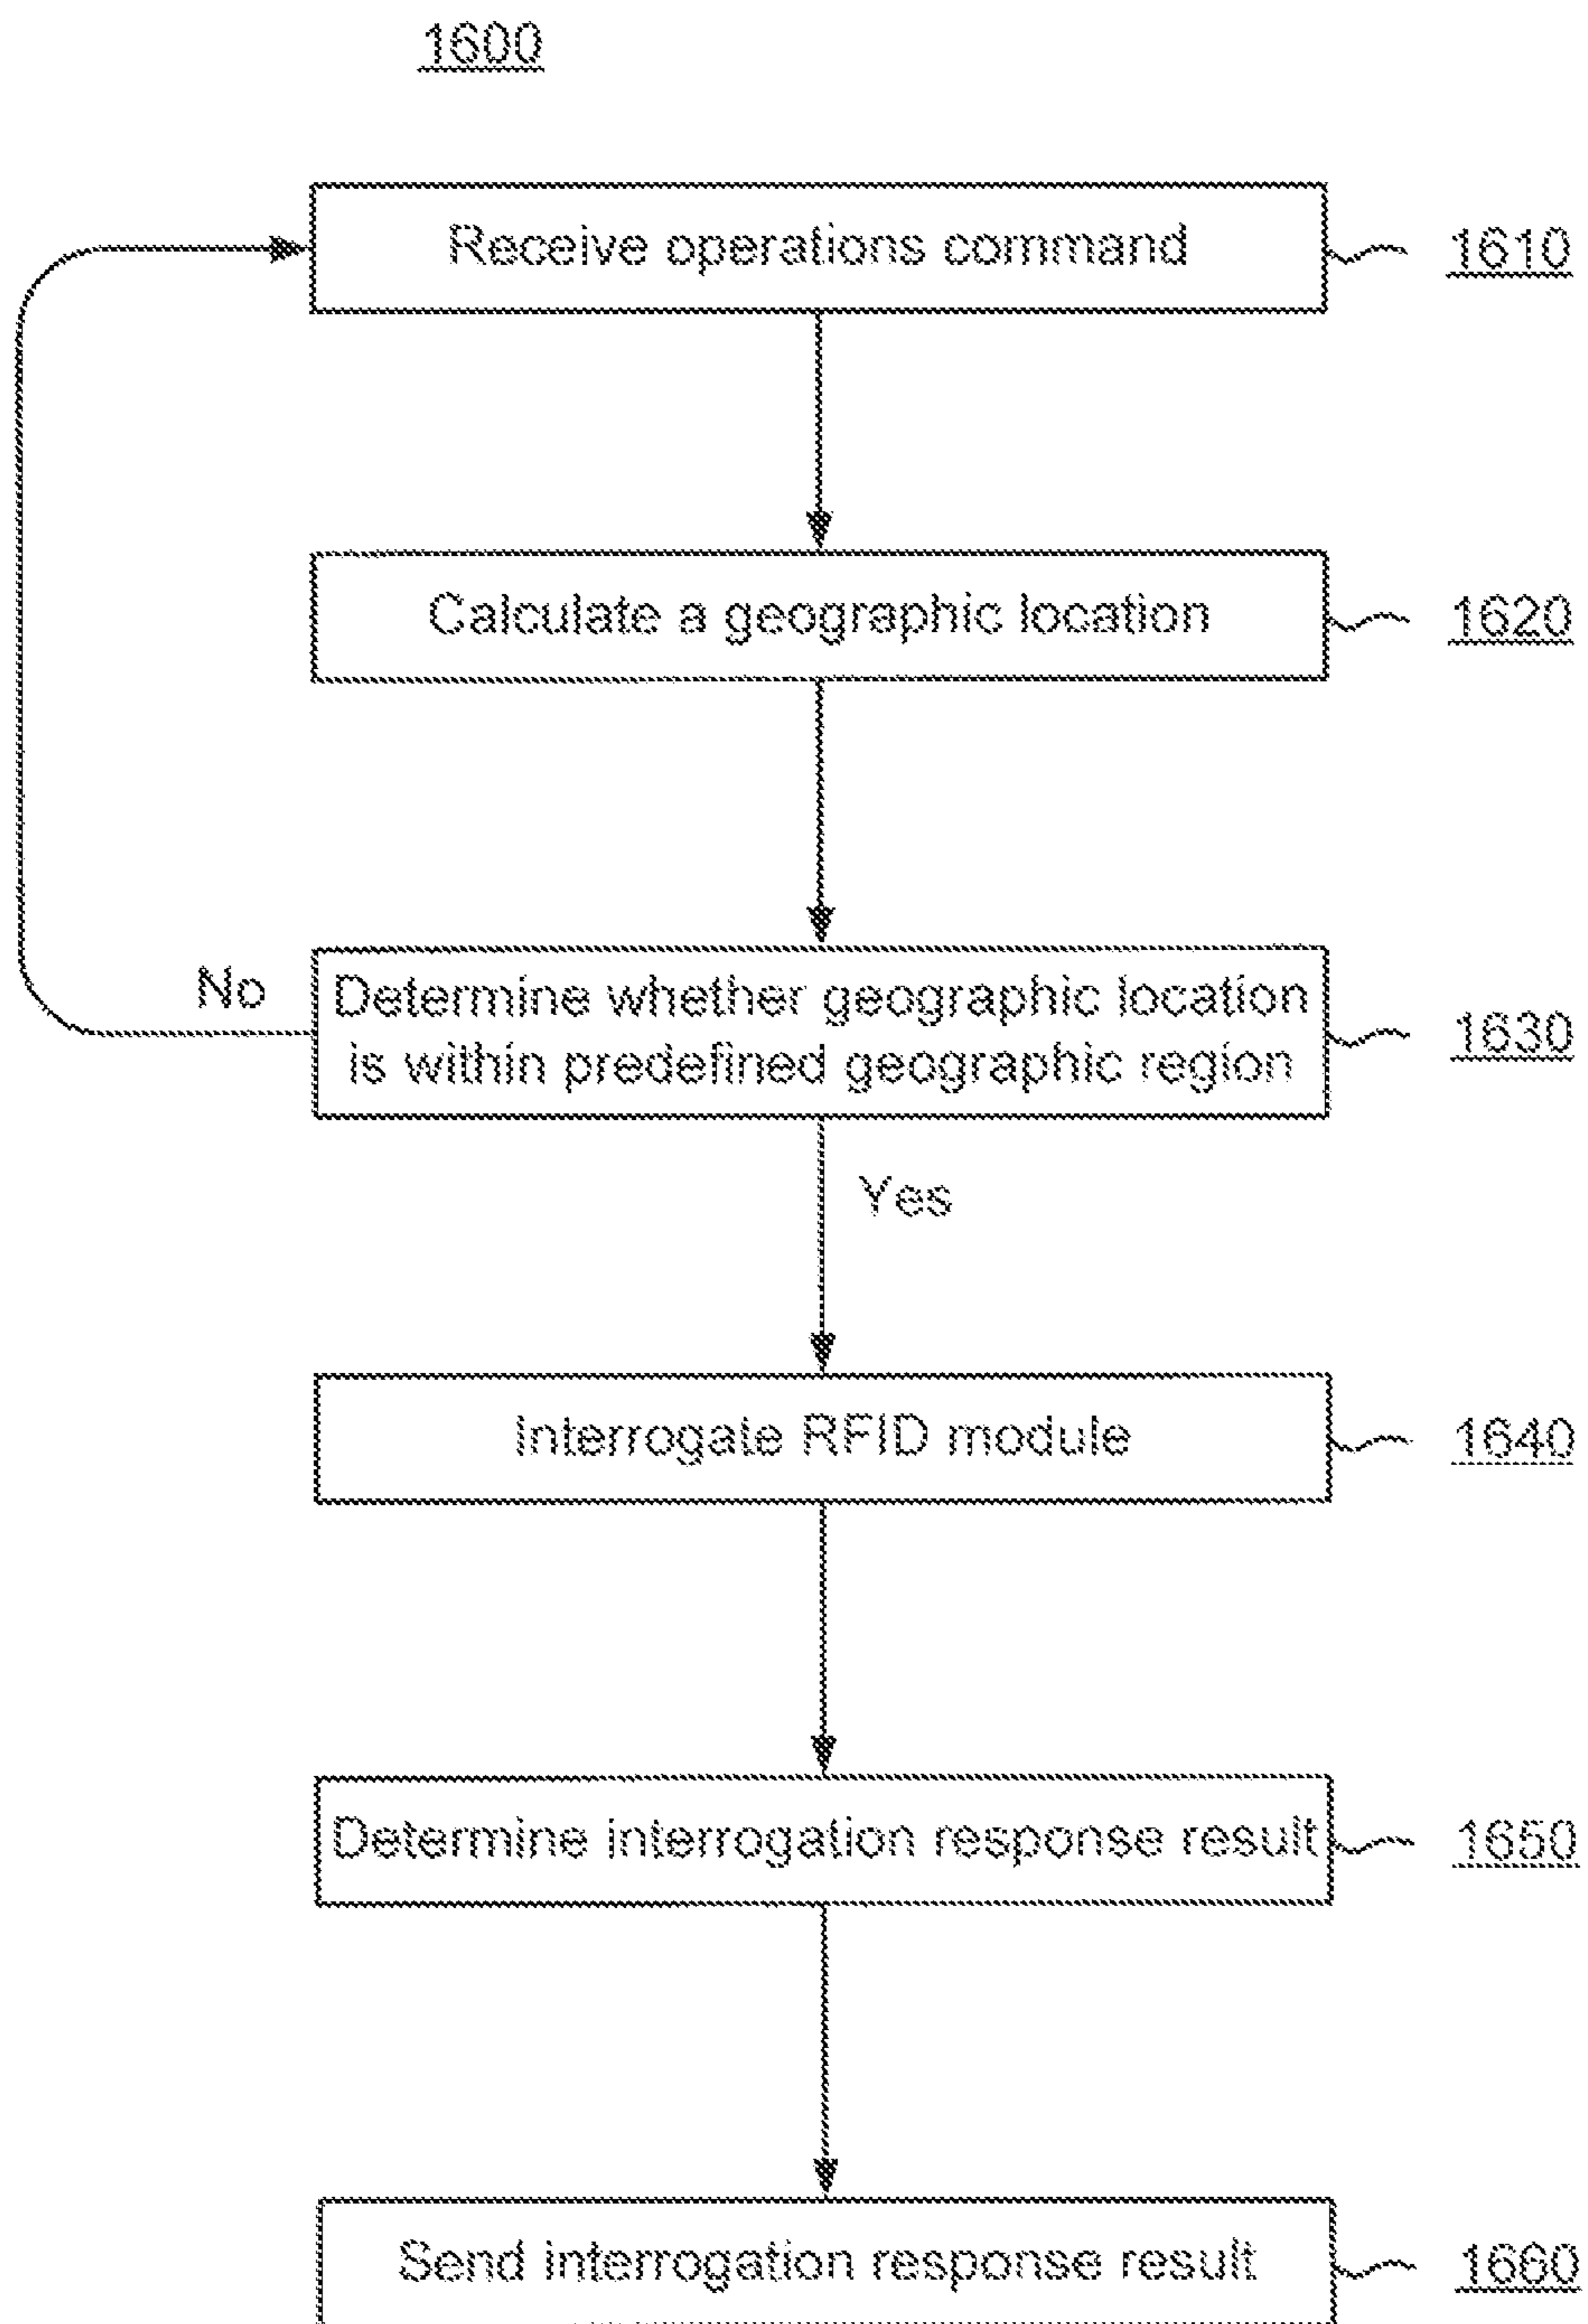 1600
Receive operations command
1610
Calculate a geographic location
1620
No
Determine whether geographic location
is within predefined geographic region
1630
Yes
Interrogate RFID module
1640
Determine interrogation response result
1650
Send interrogation response result
1660